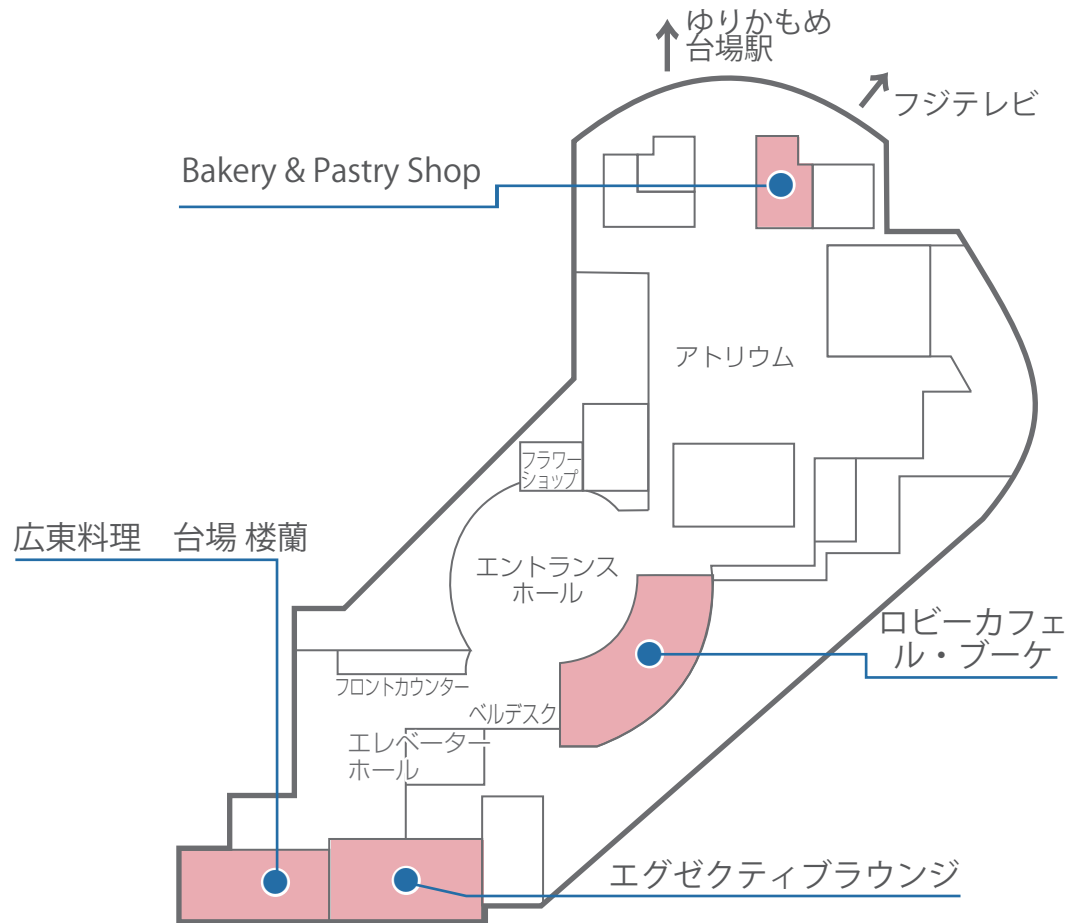 ゆりかもめ
台場駅
フジテレビ
Bakery & Pastry Shop
アトリウム
フラワー
ショップ
広東料理　台場 楼蘭
エントランス
ホール
ロビーカフェ
ル・ブーケ
フロントカウンター
ベルデスク
エレベーター
ホール
エグゼクティブラウンジ